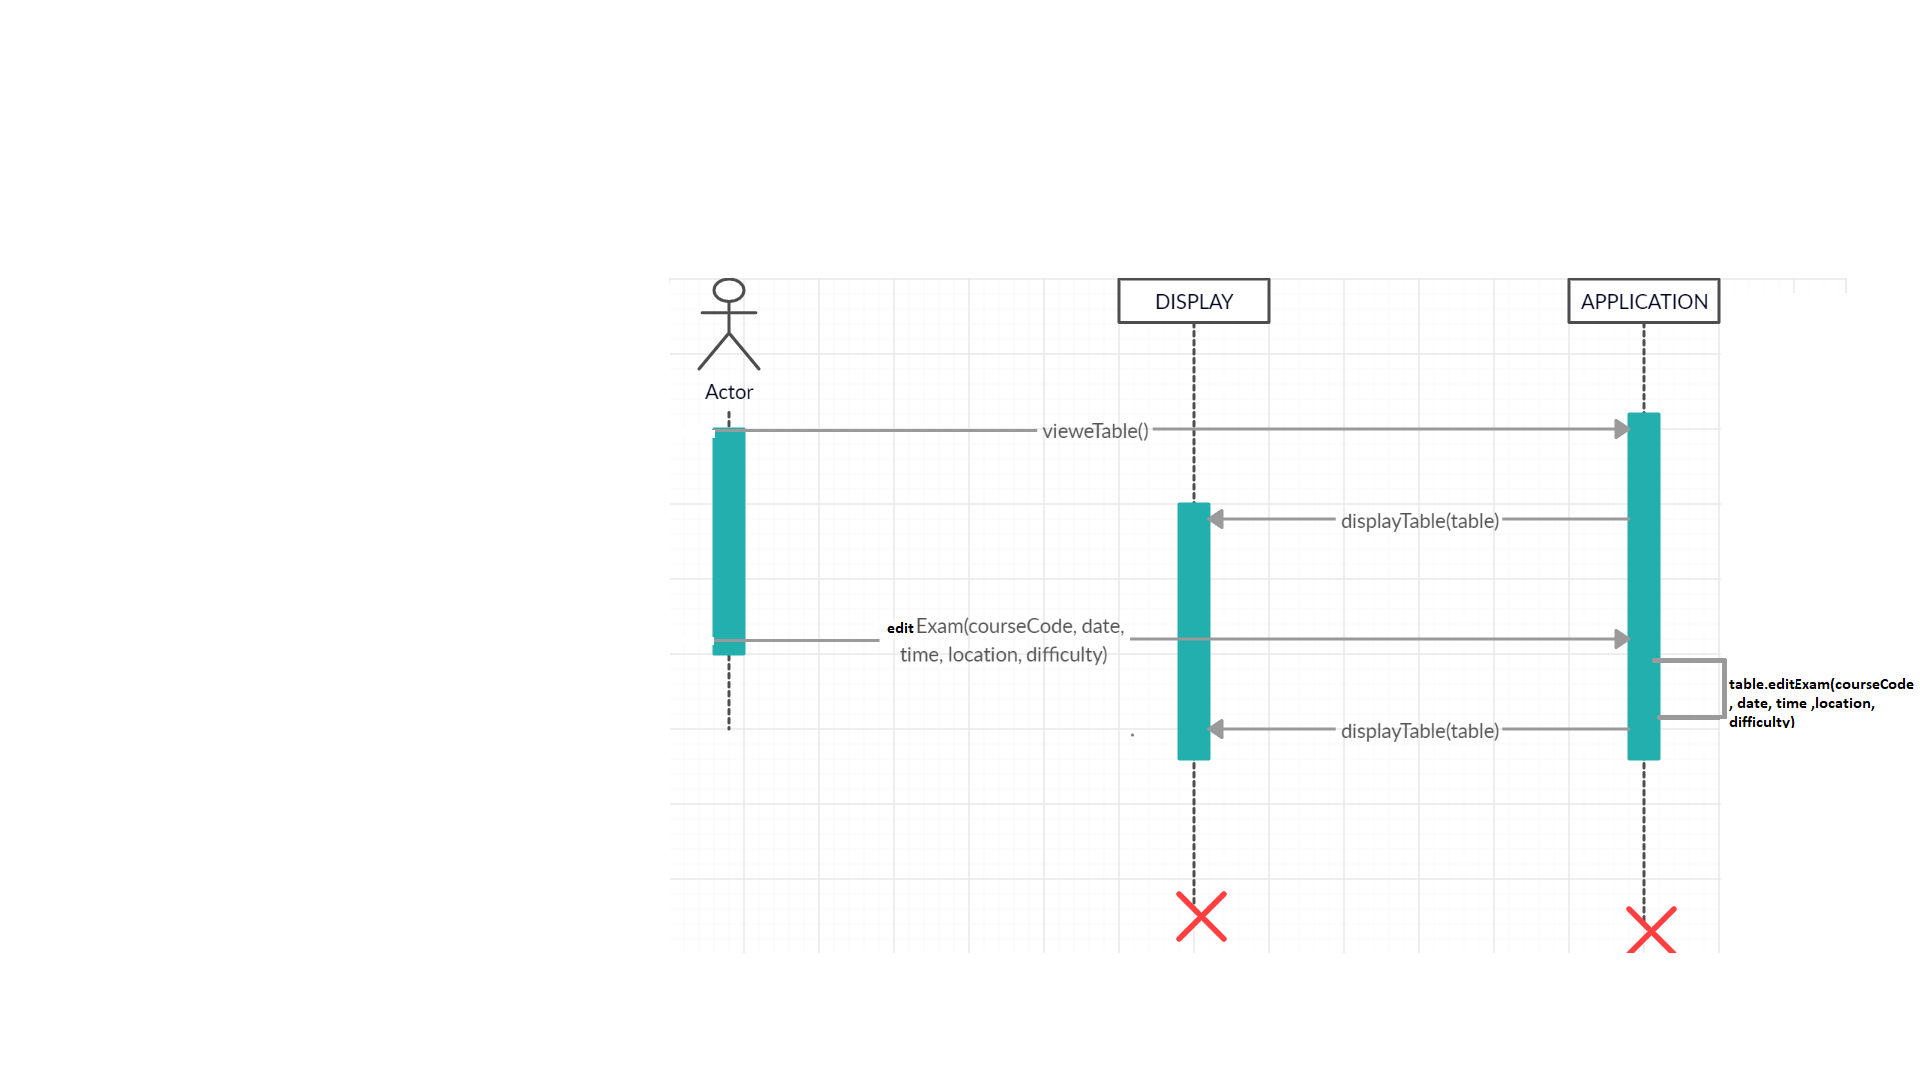 DISPLAY
APPLICATION
Actor
vieweTable()
displayTable(table)
edit Exam(courseCode, date,
time, location, difficulty)
table.editExam(courseCode
, date, time ,location,
difficulty)
displayTable(table)